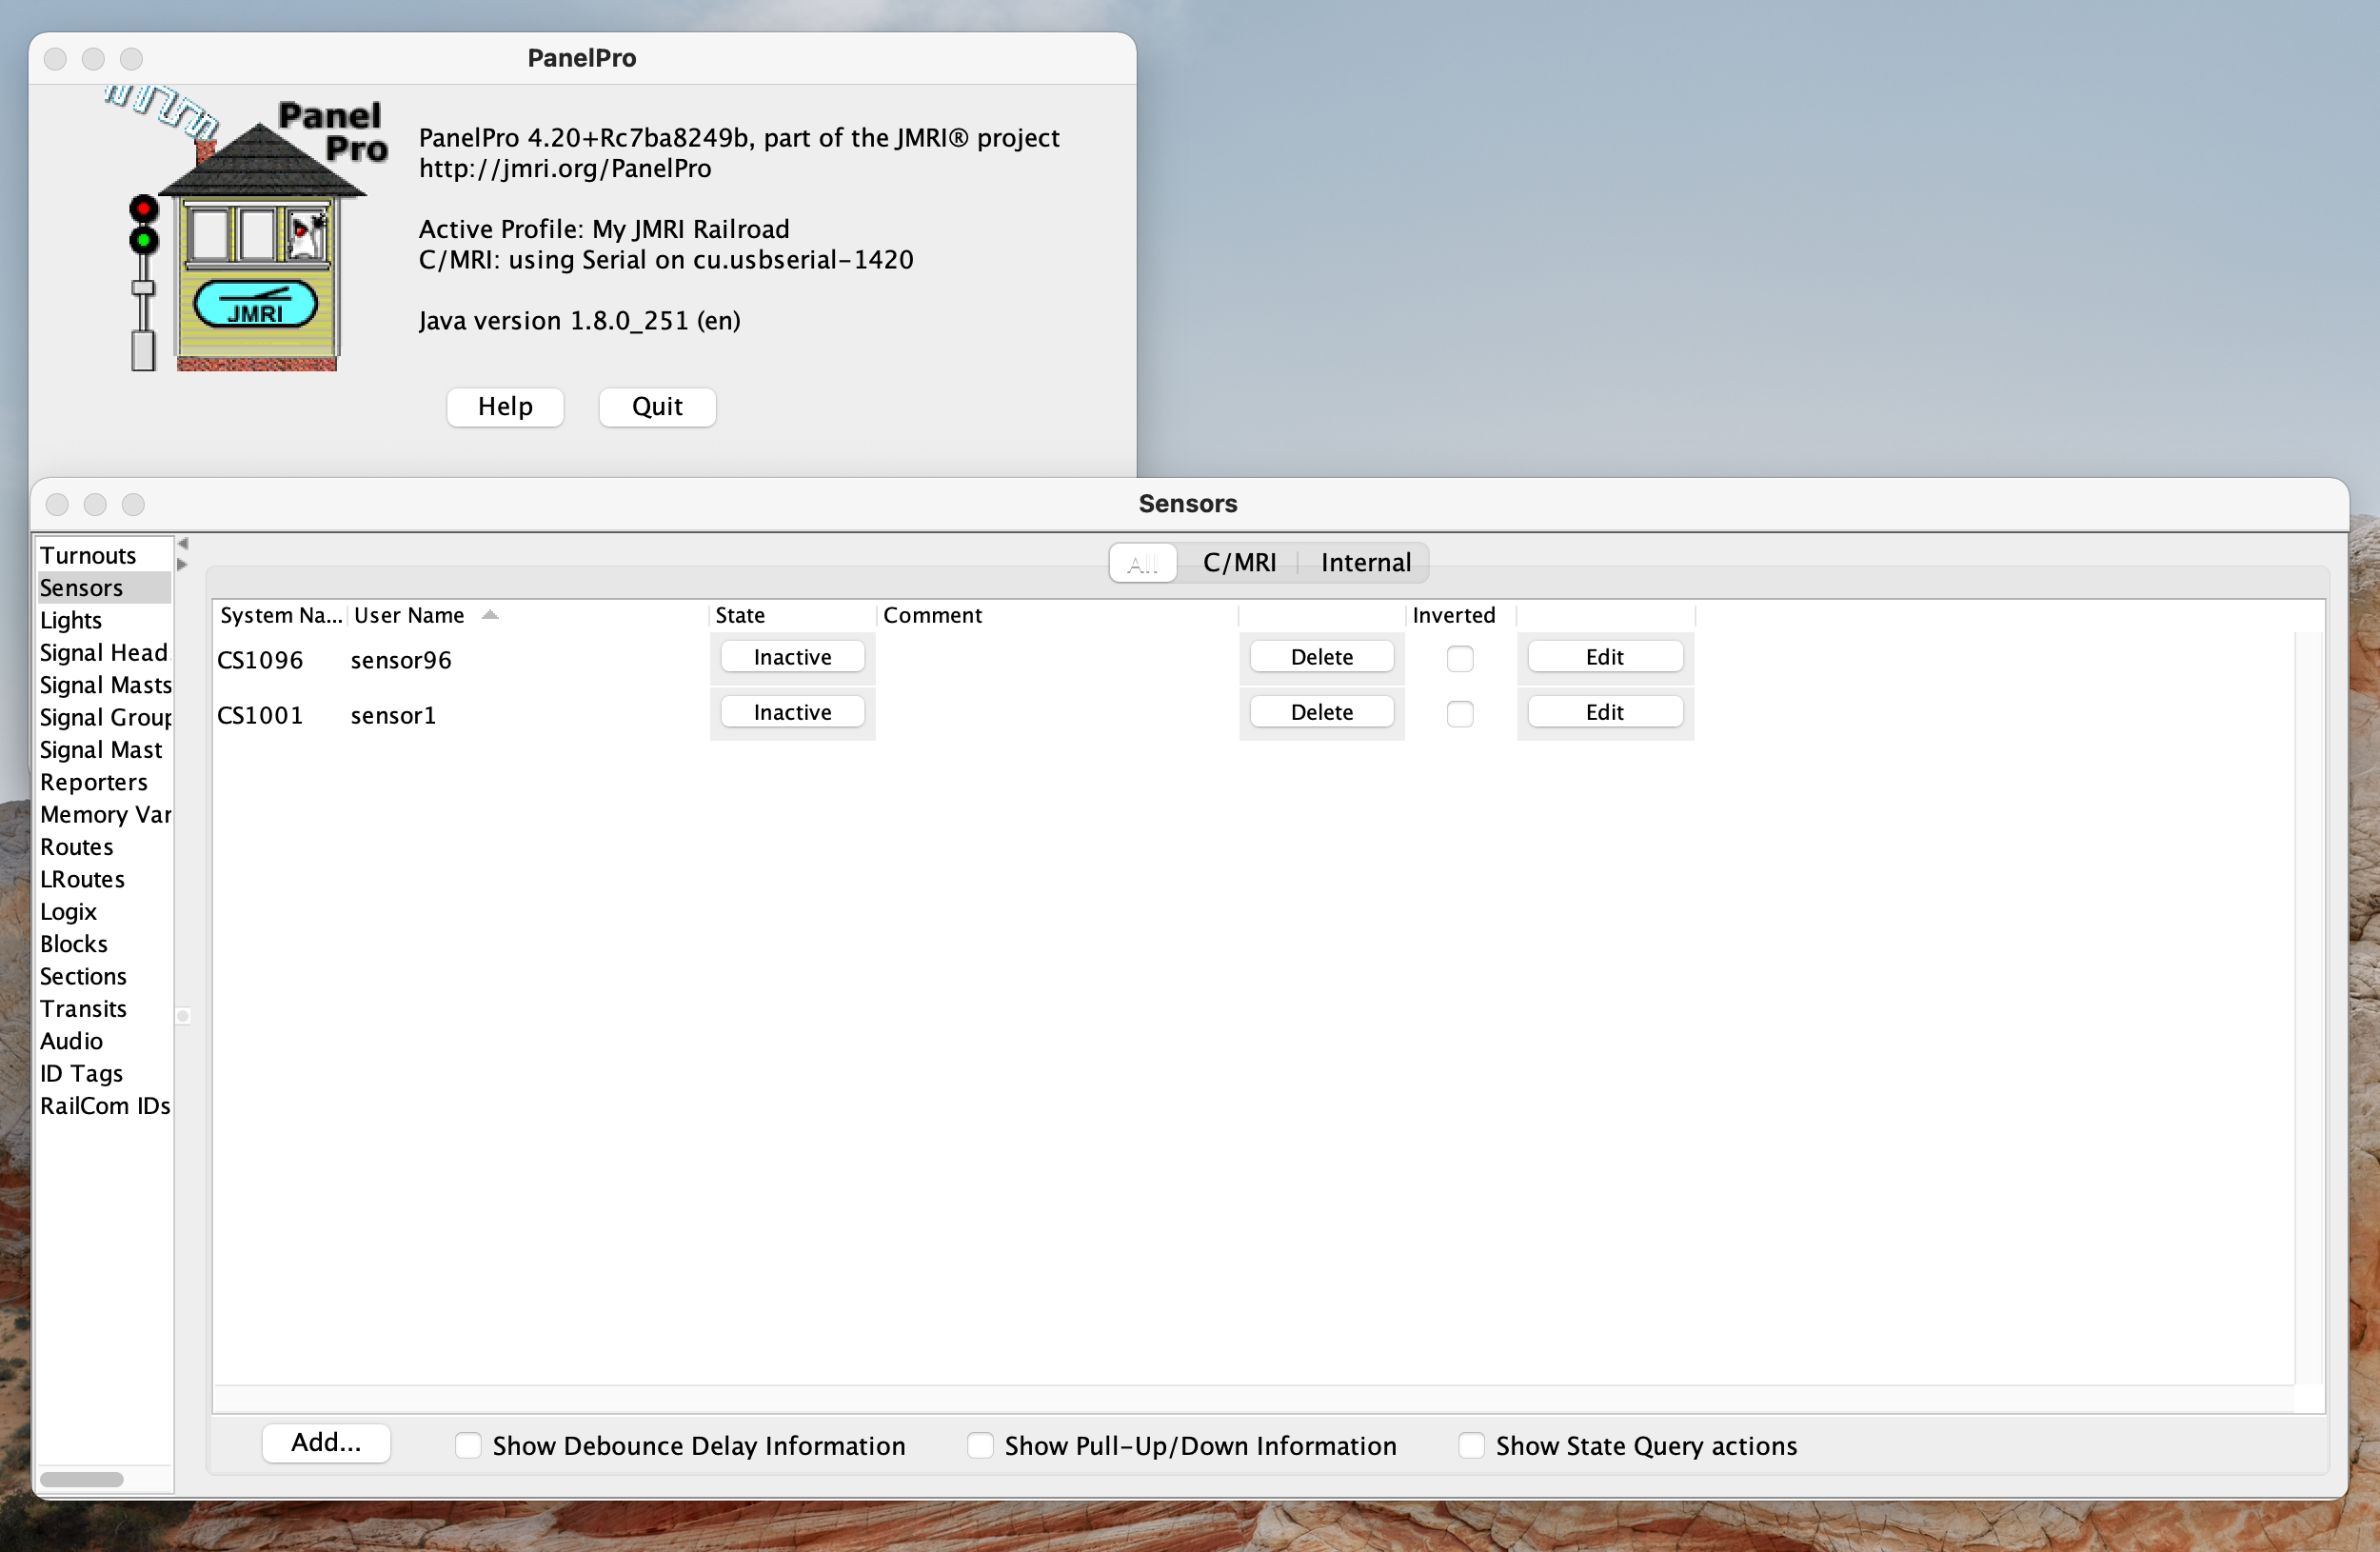 PanelPro
Panel
Pro
PanelPro 4.20+Rc7ba8249b, part of the JMRI® project
http://jmri.org/PanelPro
Active Profile: My JMRI Railroad
C/MRI: using Serial on cu.usbserial-1420
JMRI
Java version 1.8.0_251 (en)
Help Quit
Sensors
Turnouts
Sensors
Lights
Signal Head
Signal Masts
Signal Group
Signal Mast
Reporters
Memory Var
Routes
LRoutes
Logix
Blocks
Sections
Transits
Audio
ID Tags
RailCom IDs
All C/MRI Internal
System Na... User Name State Comment Inverted
CS1096 sensor96 Inactive Delete Edit
CS1001 sensor1 Inactive Delete Edit
Add... Show Debounce Delay Information Show Pull-Up/Down Information Show State Query actions